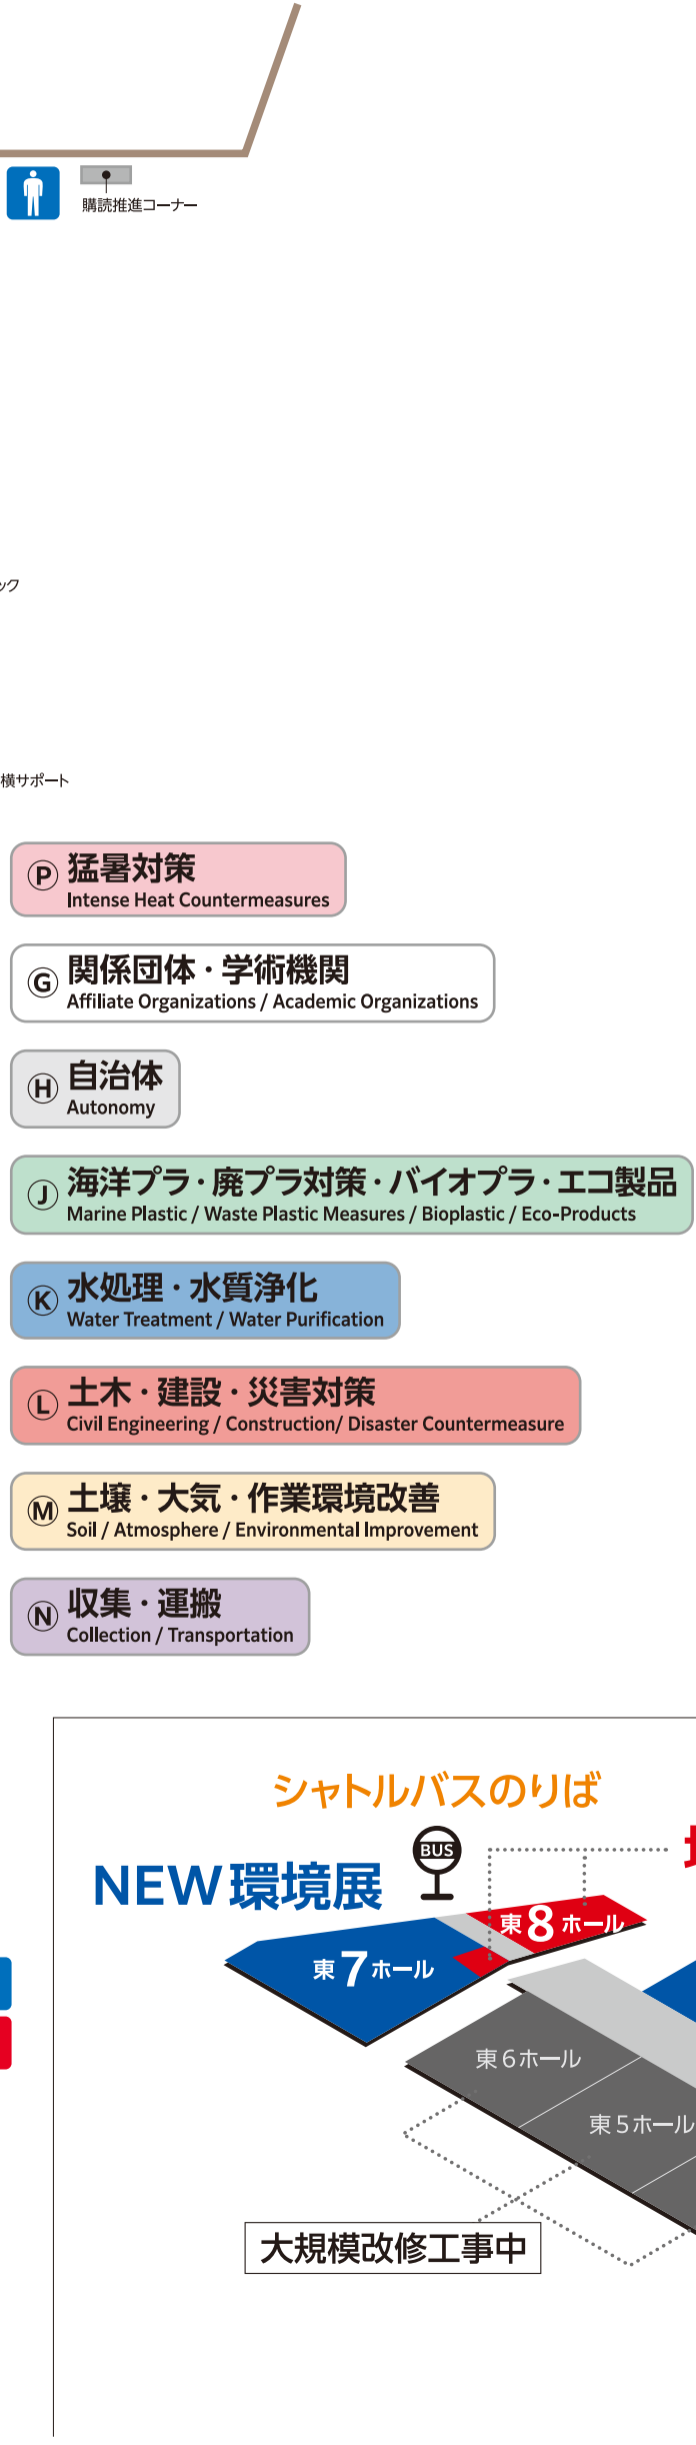 購読推進コーナー
ック
横サポート
Ⓟ 猛暑対策
Intense Heat Countermeasures
Ⓖ 関係団体・学術機関
Affiliate Organizations / Academic Organizations
Ⓗ 自治体
Autonomy
Ⓙ 海洋プラ・廃プラ対策・バイオプラ・エコ製品
Marine Plastic / Waste Plastic Measures / Bioplastic / Eco-Products
Ⓚ 水処理・水質浄化
Water Treatment / Water Purification
Ⓛ 土木・建設・災害対策
Civil Engineering / Construction/ Disaster Countermeasure
Ⓜ 土壌・大気・作業環境改善
Soil / Atmosphere / Environmental Improvement
Ⓝ 収集・運搬
Collection / Transportation
シャトルバスのりば
BUS
NEW環境展
東8ホール
東7ホール
東6ホール
東5ホール
大規模改修工事中